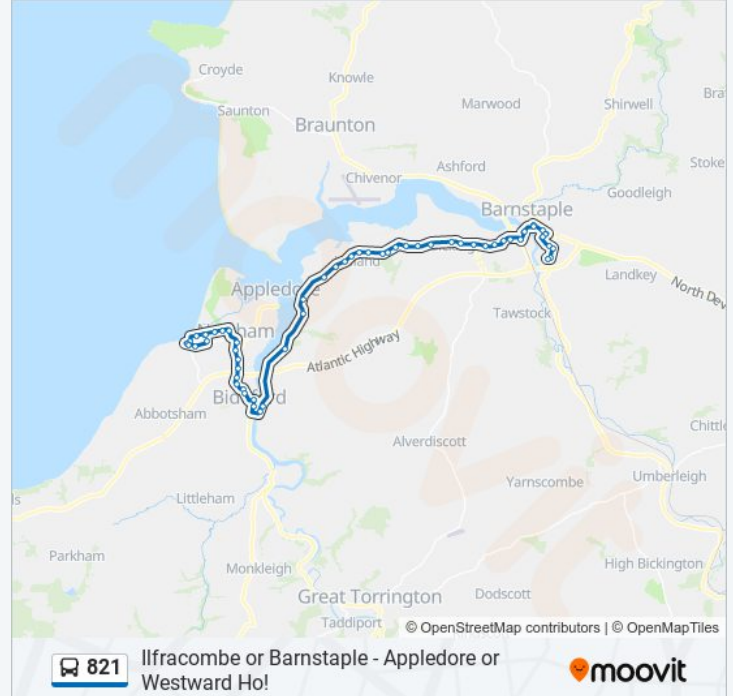 Croyde
Knowle
Bra
Marwood
Shirwell
Saunton
Braunton
Stoke
Ashford
Chivenor
Goodleigh
Barnstaple
Landkey
North Dev
Appledore
Tawstock
Atlantic Highway
Abbotsham
Alverdiscott
Chittle
Umberleigh
Yarnscombe
Littleham
Parkham
Monkleigh
High Bickington
Great Torrington
Dodscott
Taddiport
© OpenStreetMap contributors | © OpenMapTiles
821
Ilfracombe or Barnstaple - Appledore or
Westward Ho!
moovit